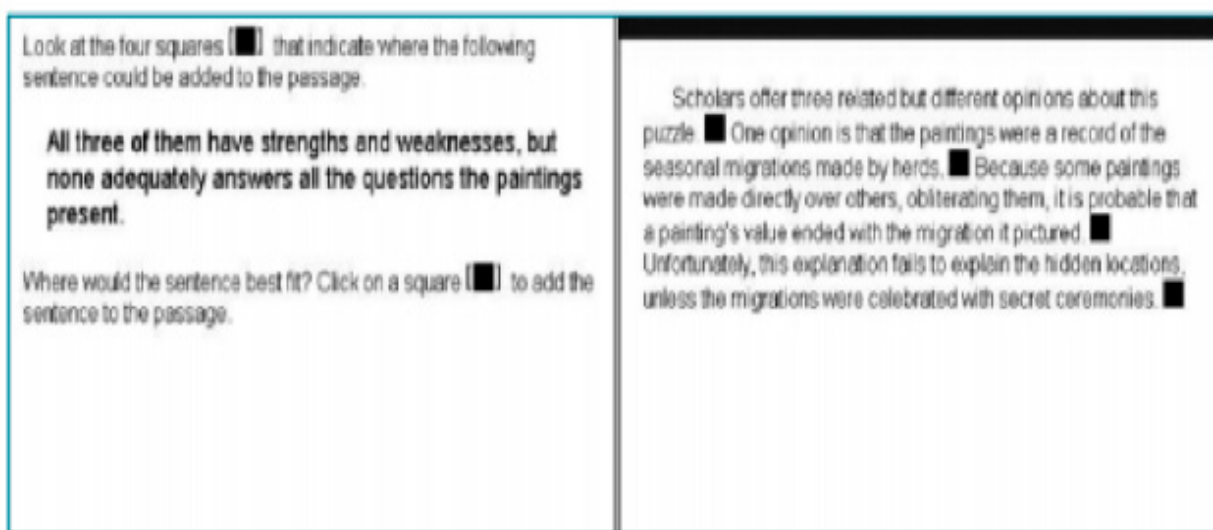 Look at the four squares [■] that indicate where the following
sentence could be added to the passage.
All three of them have strengths and weaknesses, but
none adequately answers all the questions the paintings
present.
Where would the sentence best fit? Click on a square [■] to add the
sentence to the passage.
Scholars offer three related but different opinions about this
puzzle. ■ One opinion is that the paintings were a record of the
seasonal migrations made by herds. ■ Because some paintings
were made directly over others, obliterating them, it is probable that
a painting's value ended with the migration it pictured. ■
Unfortunately, this explanation fails to explain the hidden locations,
unless the migrations were celebrated with secret ceremonies. ■